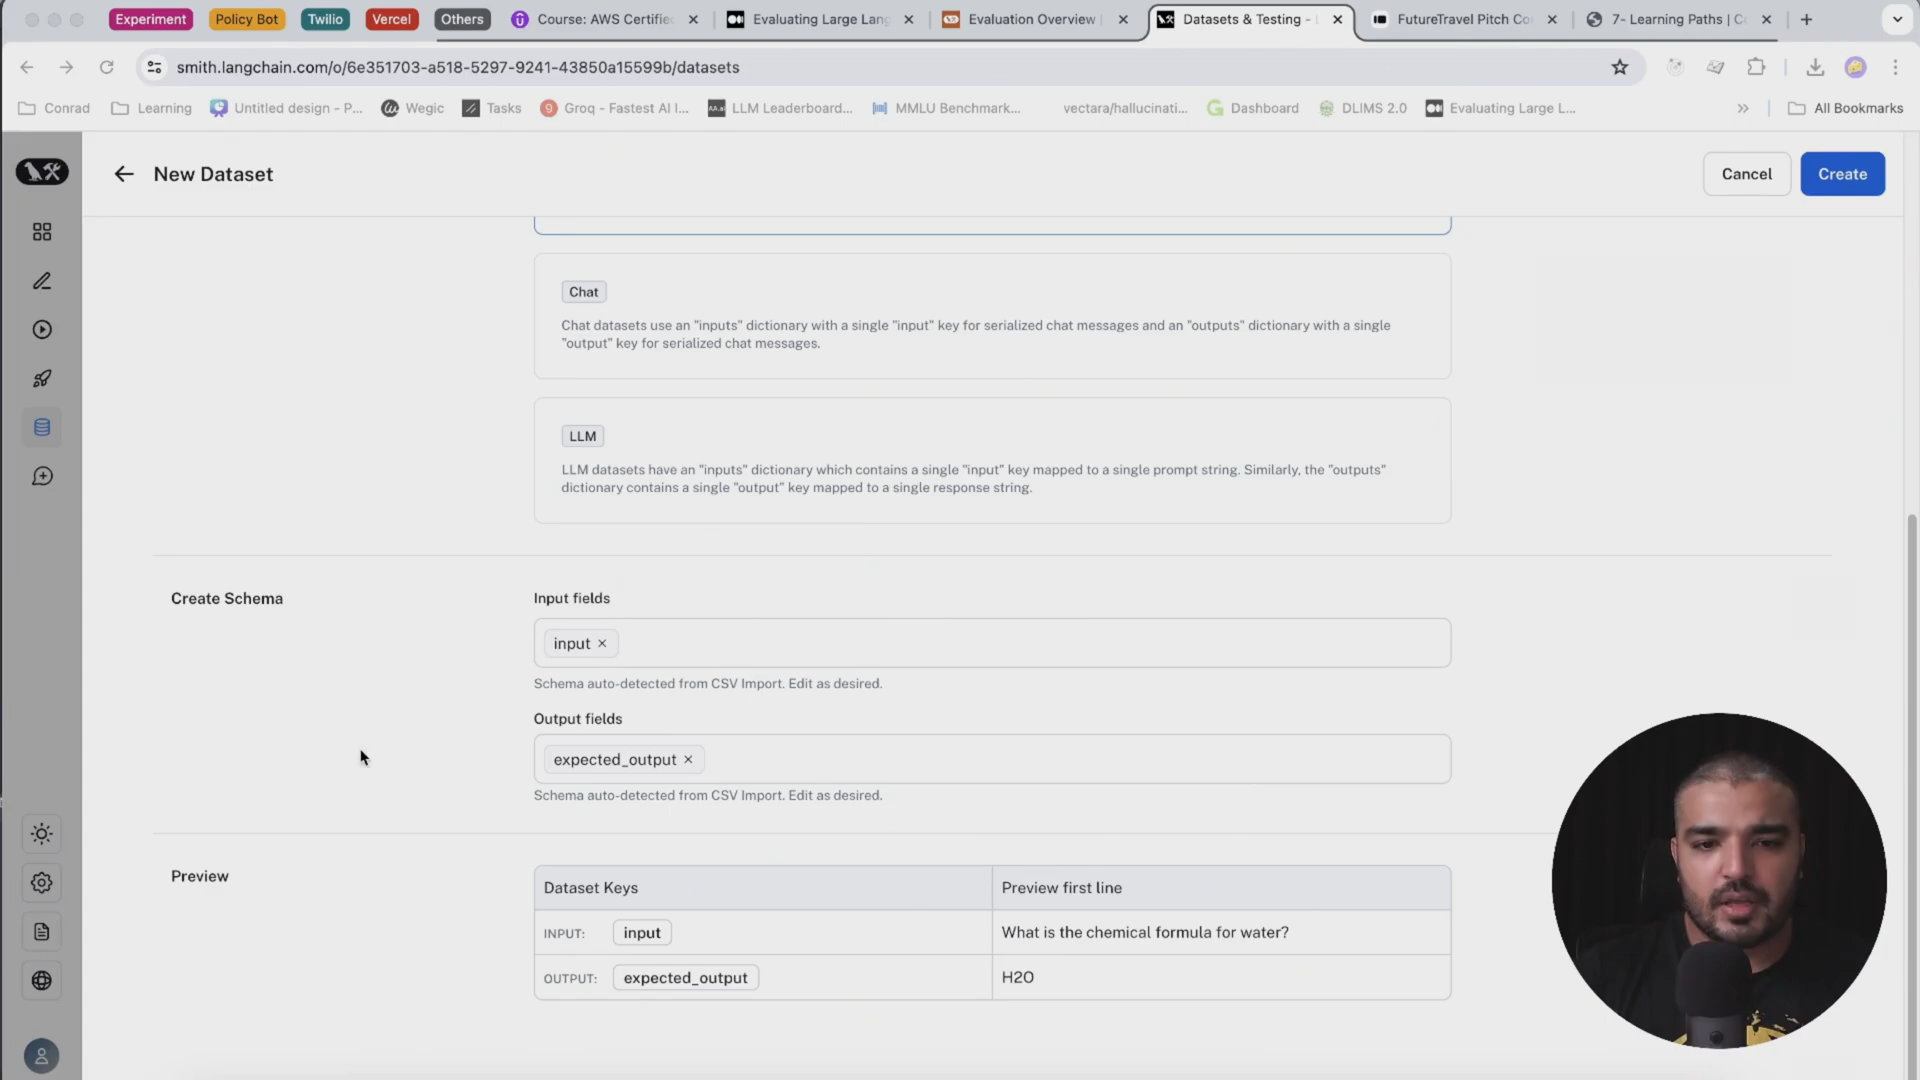 Experiment
Policy Bot
Twilio
Vercel
Others
Course: AWS Certifie
Evaluating Large Lang
Evaluation Overview
Datasets & Testing -
FutureTravel Pitch Co
7- Learning Paths | C
smith.langchain.com/o/6e351703-a518-5297-9241-43850a15599b/datasets
Conrad
Learning
Untitled design - P...
Wegic
Tasks
Groq - Fastest AI I...
LLM Leaderboard...
MMLU Benchmark...
vectara/hallucinati...
Dashboard
DLIMS 2.0
Evaluating Large L...
All Bookmarks
New Dataset
Cancel
Create
Chat
Chat datasets use an "inputs" dictionary with a single "input" key for serialized chat messages and an "outputs" dictionary with a single
"output" key for serialized chat messages.
LLM
LLM datasets have an "inputs" dictionary which contains a single "input" key mapped to a single prompt string. Similarly, the "outputs"
dictionary contains a single "output" key mapped to a single response string.
Create Schema
Input fields
input ×
Schema auto-detected from CSV Import. Edit as desired.
Output fields
expected_output ×
Schema auto-detected from CSV Import. Edit as desired.
Preview
Dataset Keys
Preview first line
INPUT: input
What is the chemical formula for water?
OUTPUT: expected_output
H2O